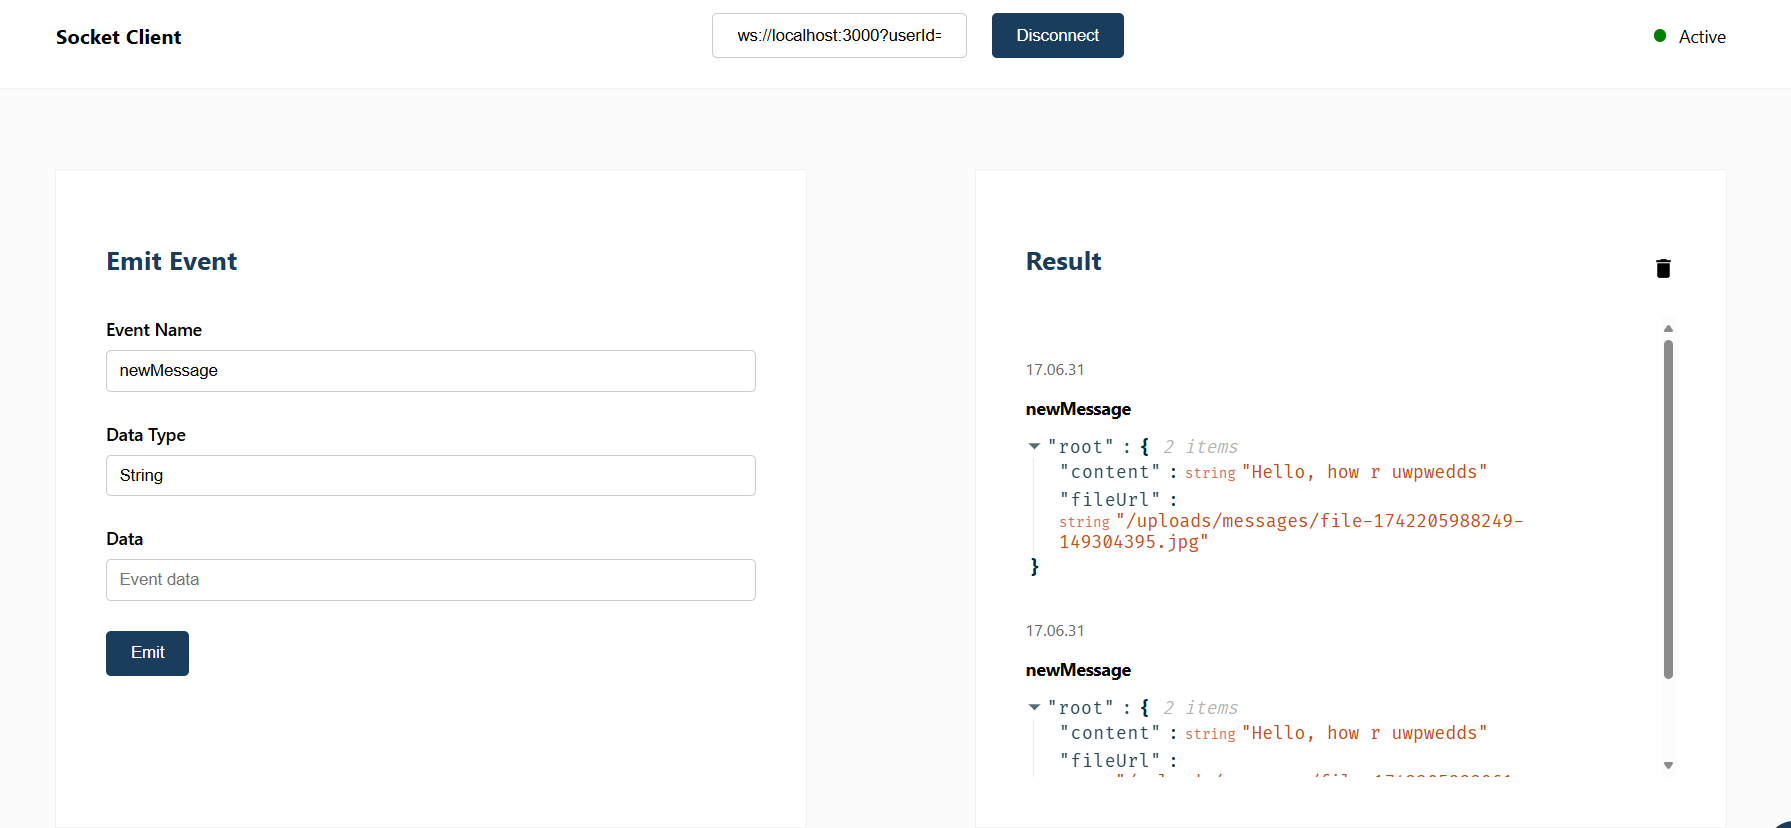 Socket Client
ws://localhost:3000?userId=
Disconnect
Active
Emit Event
Event Name
newMessage
Data Type
String
Data
Event data
Emit
Result
17.06.31
newMessage
"root" : { 2 items
"content" : string "Hello, how r uwpwedds"
"fileUrl" :
string "/uploads/messages/file-1742205988249-
149304395.jpg"
}
17.06.31
newMessage
"root" : { 2 items
"content" : string "Hello, how r uwpwedds"
"fileUrl" :